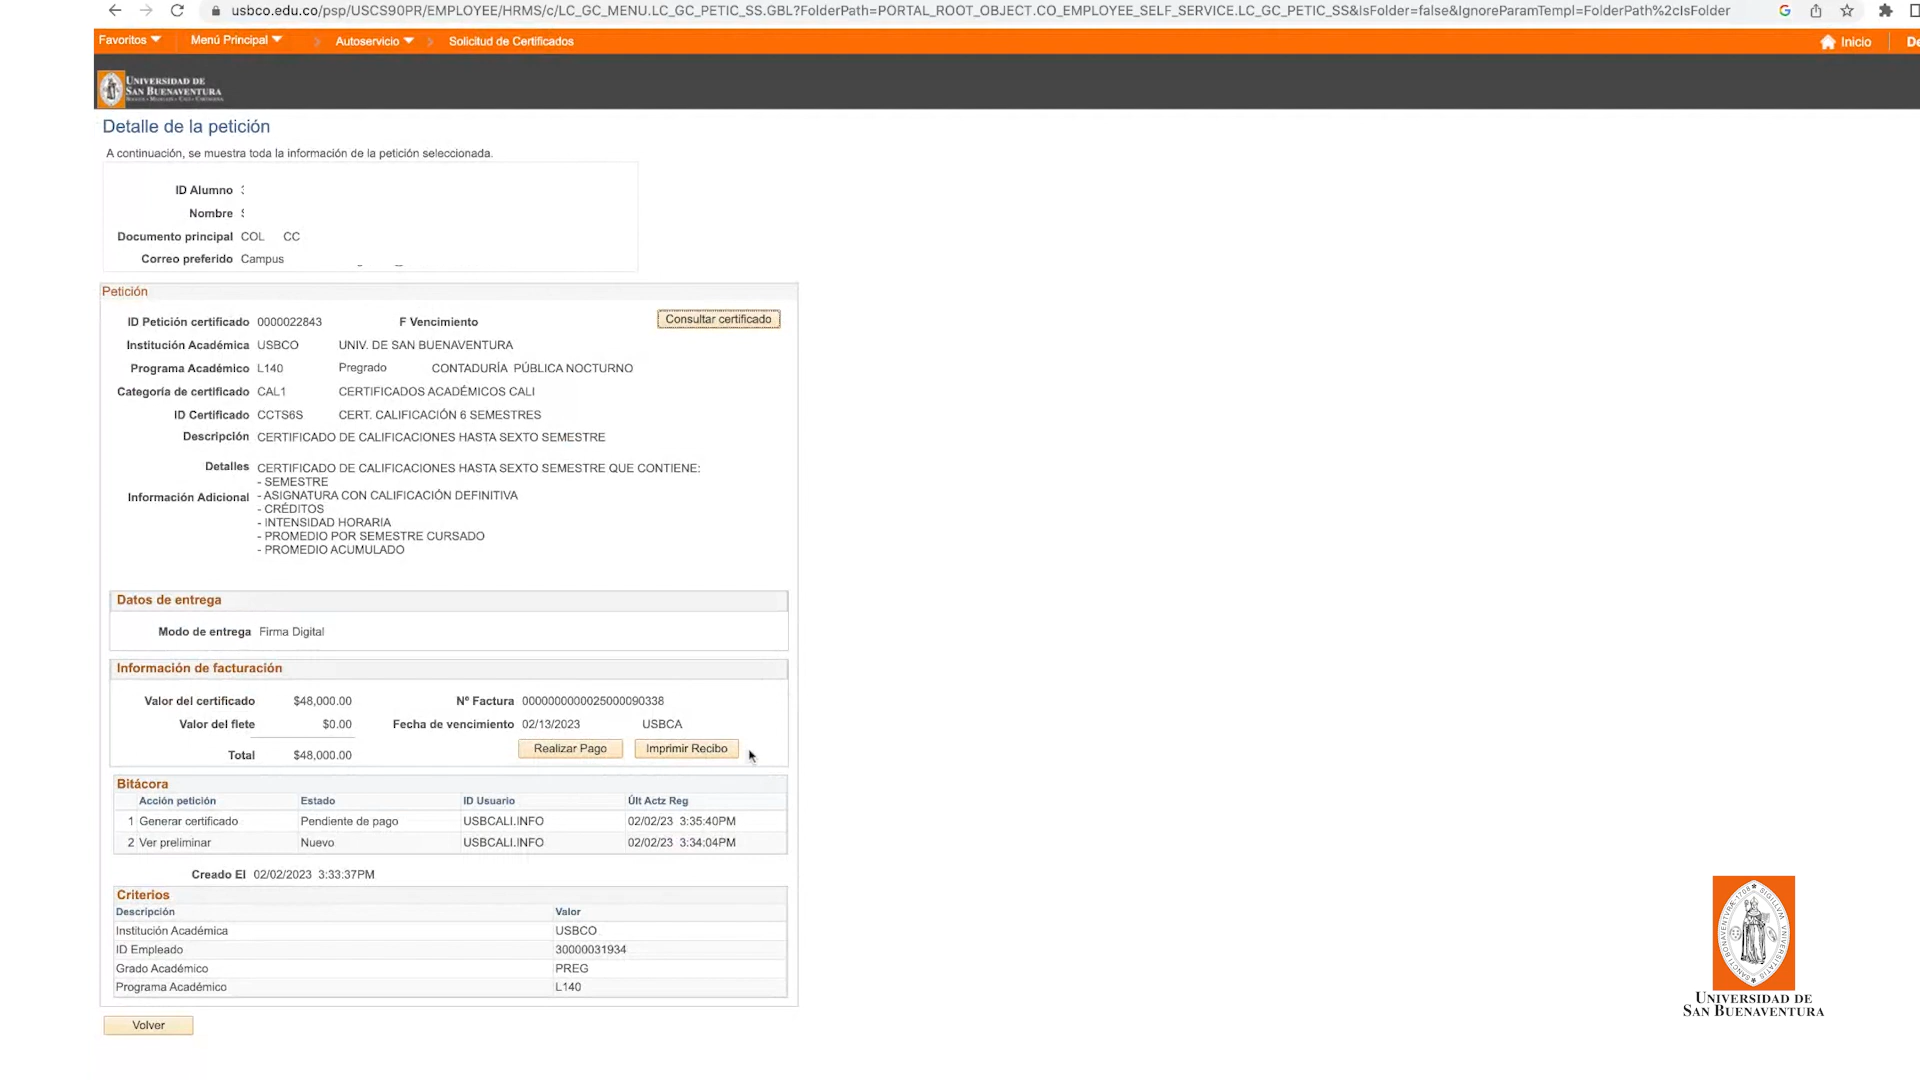 usbco.edu.co/psp/USCS90PR/EMPLOYEE/HRMS/c/LC_GC_MENU.LC_GC_PETIC_SS.GBL?FolderPath=PORTAL_ROOT_OBJECT.CO_EMPLOYEE_SELF_SERVICE.LC_GC_PETIC_SS&IsFolder=false&IgnoreParamTempl=FolderPath%2cIsFolder
Favoritos Menú Principal > Autoservicio > Solicitud de Certificados Inicio
UNIVERSIDAD DE
SAN BUENAVENTURA
Detalle de la petición
A continuación, se muestra toda la información de la petición seleccionada.
ID Alumno
Nombre
Documento principal COL CC
Correo preferido Campus
Petición
ID Petición certificado 0000022843 F Vencimiento Consultar certificado
Institución Académica USBCO UNIV. DE SAN BUENAVENTURA
Programa Académico L140 Pregrado CONTADURÍA PÚBLICA NOCTURNO
Categoría de certificado CAL1 CERTIFICADOS ACADÉMICOS CALI
ID Certificado CCTS6S CERT. CALIFICACIÓN 6 SEMESTRES
Descripción CERTIFICADO DE CALIFICACIONES HASTA SEXTO SEMESTRE
Detalles CERTIFICADO DE CALIFICACIONES HASTA SEXTO SEMESTRE QUE CONTIENE:
- SEMESTRE
Información Adicional - ASIGNATURA CON CALIFICACIÓN DEFINITIVA
- CRÉDITOS
- INTENSIDAD HORARIA
- PROMEDIO POR SEMESTRE CURSADO
- PROMEDIO ACUMULADO
Datos de entrega
Modo de entrega Firma Digital
Información de facturación
Valor del certificado $48,000.00 Nº Factura 0000000000025000090338
Valor del flete $0.00 Fecha de vencimiento 02/13/2023 USBCA
Realizar Pago Imprimir Recibo
Total $48,000.00
Bitácora
Acción petición Estado ID Usuario Últ Actz Reg
1 Generar certificado Pendiente de pago USBCALI.INFO 02/02/23 3:35:40PM
2 Ver preliminar Nuevo USBCALI.INFO 02/02/23 3:34:04PM
Creado El 02/02/2023 3:33:37PM
Criterios
Descripción Valor
Institución Académica USBCO
ID Empleado 30000031934
Grado Académico PREG
Programa Académico L140
Volver
UNIVERSIDAD DE
SAN BUENAVENTURA